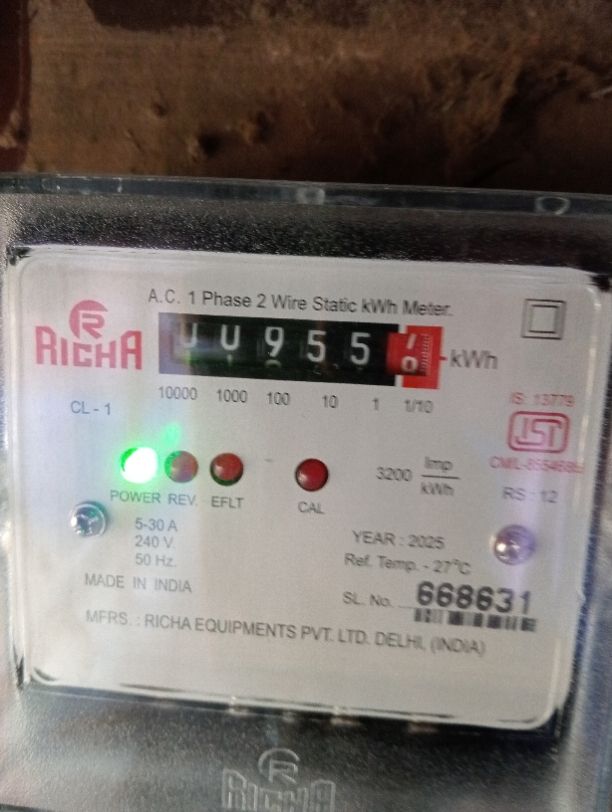 A.C. 1 Phase 2 Wire Static kWh Meter.
R
RICHA
00955
kWh
10000 1000 100 10 1 1/10
CL - 1
IS: 13779
ISI
3200 Imp
kWh
RS : 12
POWER REV. EFLT CAL
5-30 A
240 V.
50 Hz.
YEAR : 2025
Ref. Temp. - 27°C
MADE IN INDIA
SL. No. 668631
MFRS. : RICHA EQUIPMENTS PVT. LTD. DELHI, (INDIA)
R
RICHA